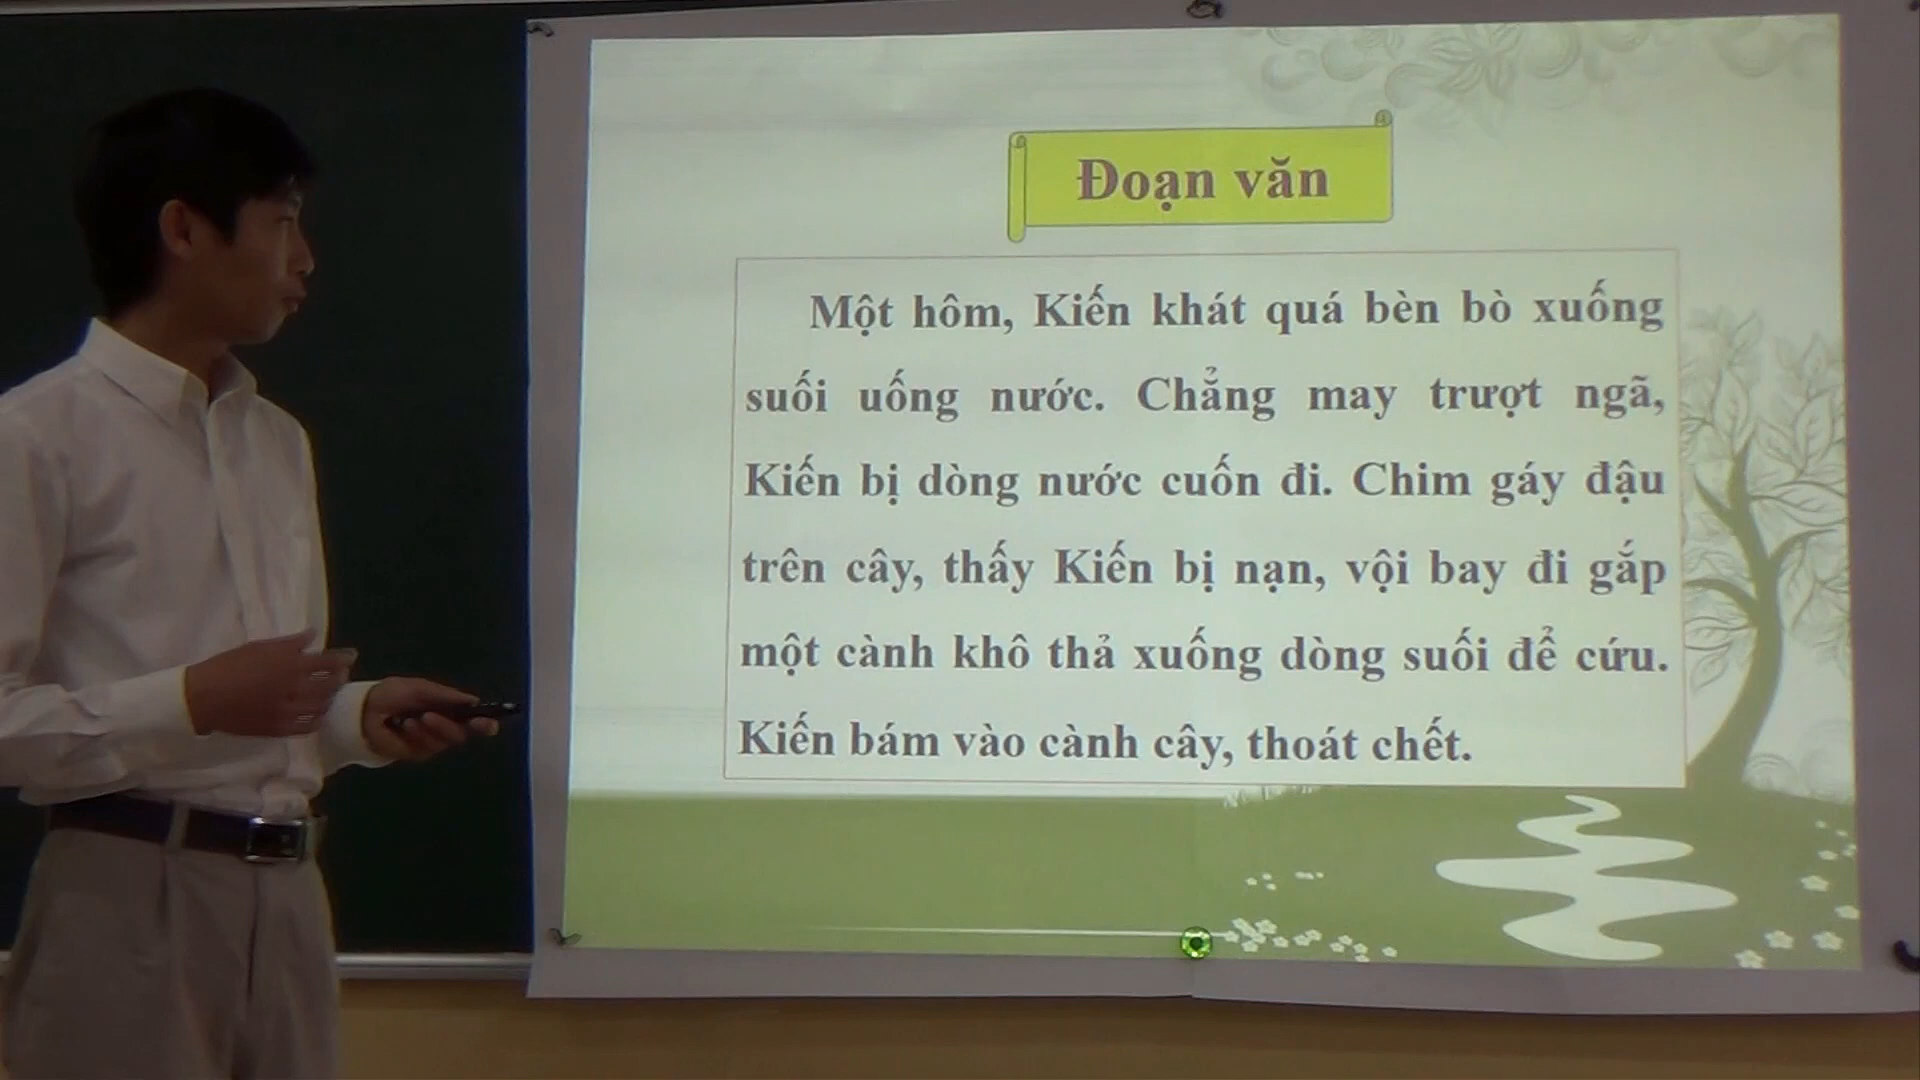 Đoạn văn
Một hôm, Kiến khát quá bèn bò xuống
suối uống nước. Chẳng may trượt ngã,
Kiến bị dòng nước cuốn đi. Chim gáy đậu
trên cây, thấy Kiến bị nạn, vội bay đi gắp
một cành khô thả xuống dòng suối để cứu.
Kiến bám vào cành cây, thoát chết.